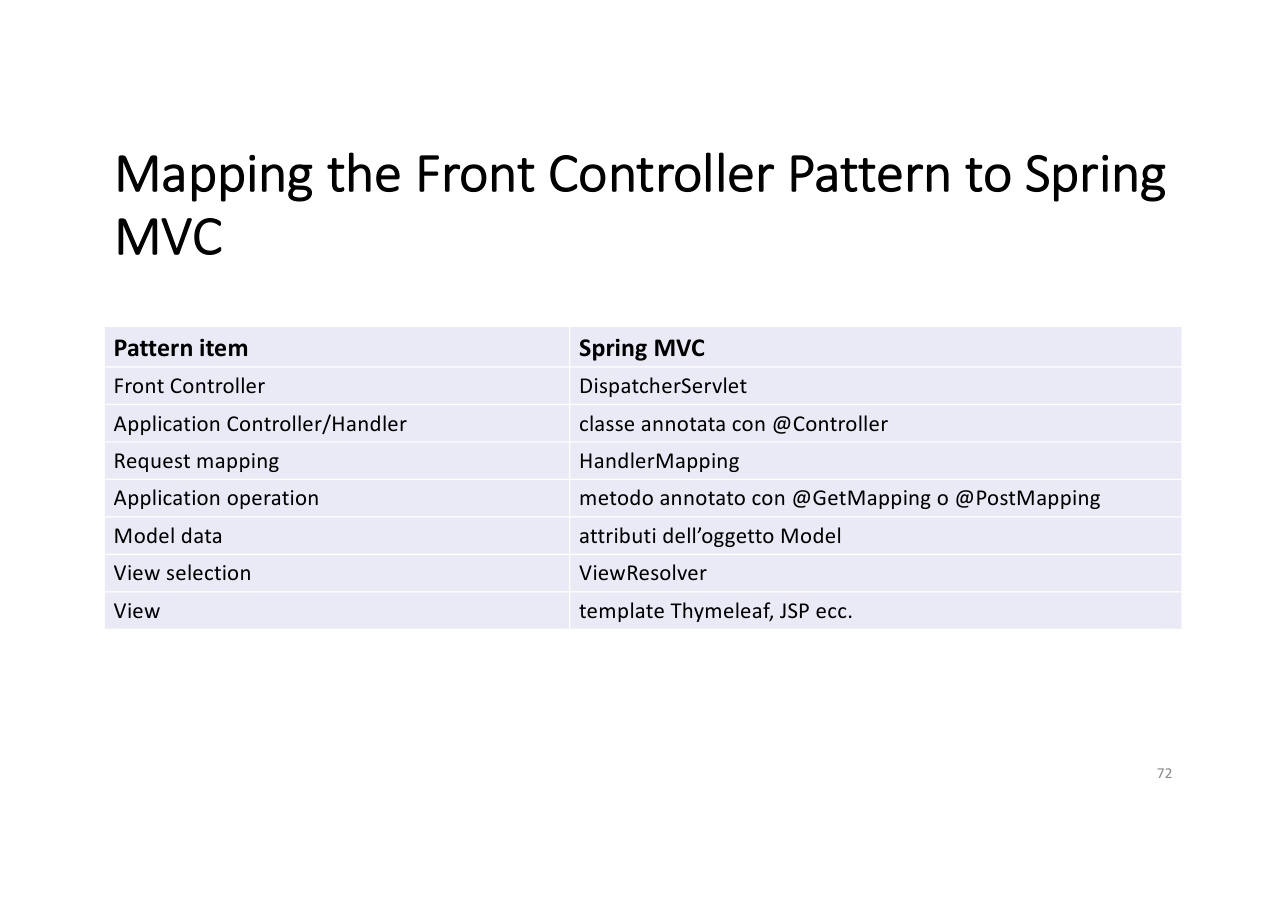 Mapping the Front Controller Pattern to Spring
MVC
Pattern item Spring MVC
Front Controller DispatcherServlet
Application Controller/Handler classe annotata con @Controller
Request mapping HandlerMapping
Application operation metodo annotato con @GetMapping o @PostMapping
Model data attributi dell’oggetto Model
View selection ViewResolver
View template Thymeleaf, JSP ecc.
72